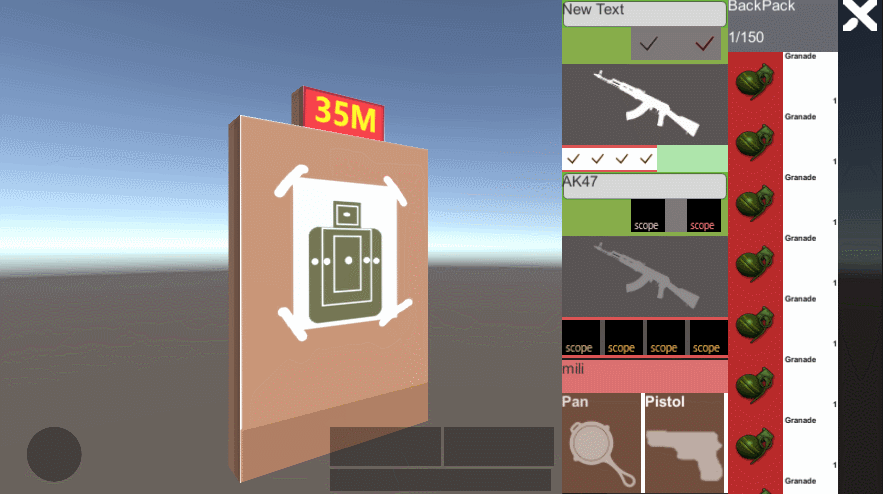 35M
New Text
AK47
scope
scope
scope
scope
scope
scope
mili
Pan
Pistol
BackPack
1/150
Granade
1
Granade
1
Granade
1
Granade
1
Granade
1
Granade
1
Granade
1
Granade